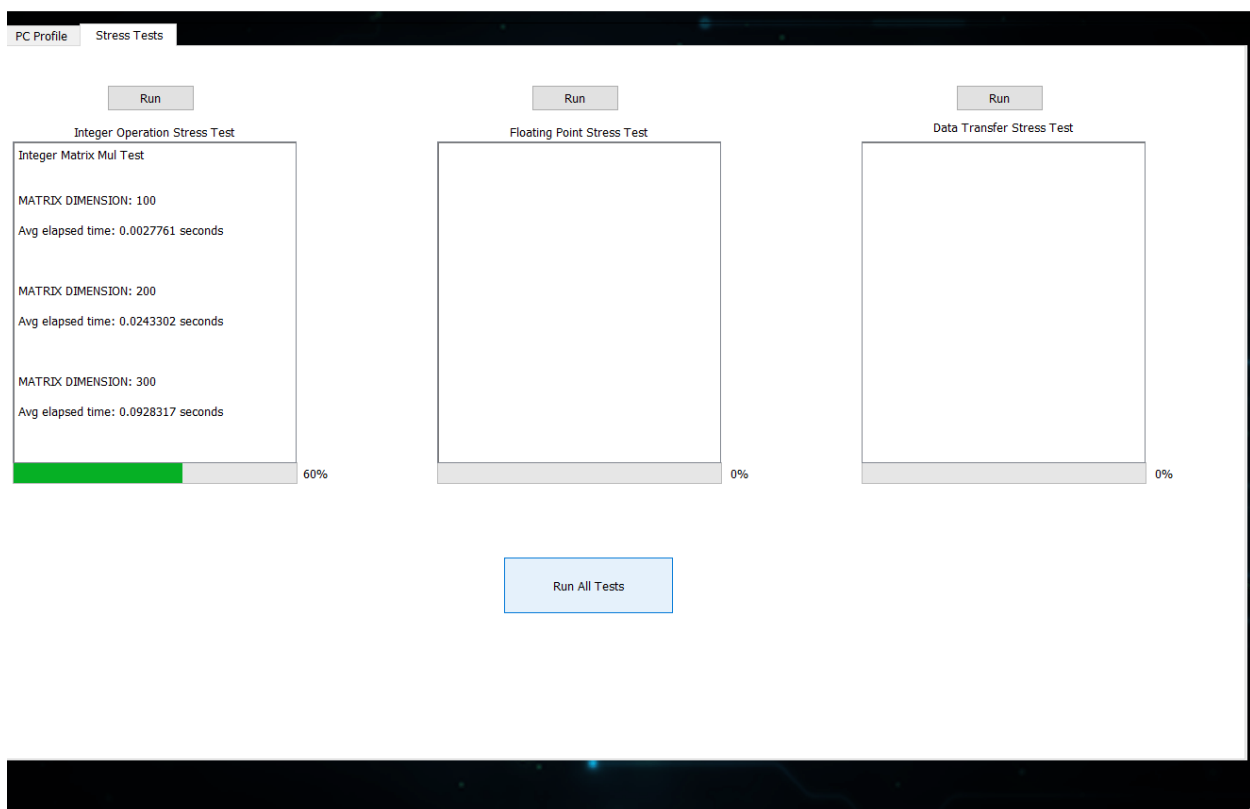 PC Profile
Stress Tests
Run
Run
Run
Integer Operation Stress Test
Floating Point Stress Test
Data Transfer Stress Test
Integer Matrix Mul Test
MATRIX DIMENSION: 100
Avg elapsed time: 0.0027761 seconds
MATRIX DIMENSION: 200
Avg elapsed time: 0.0243302 seconds
MATRIX DIMENSION: 300
Avg elapsed time: 0.0928317 seconds
60%
0%
0%
Run All Tests